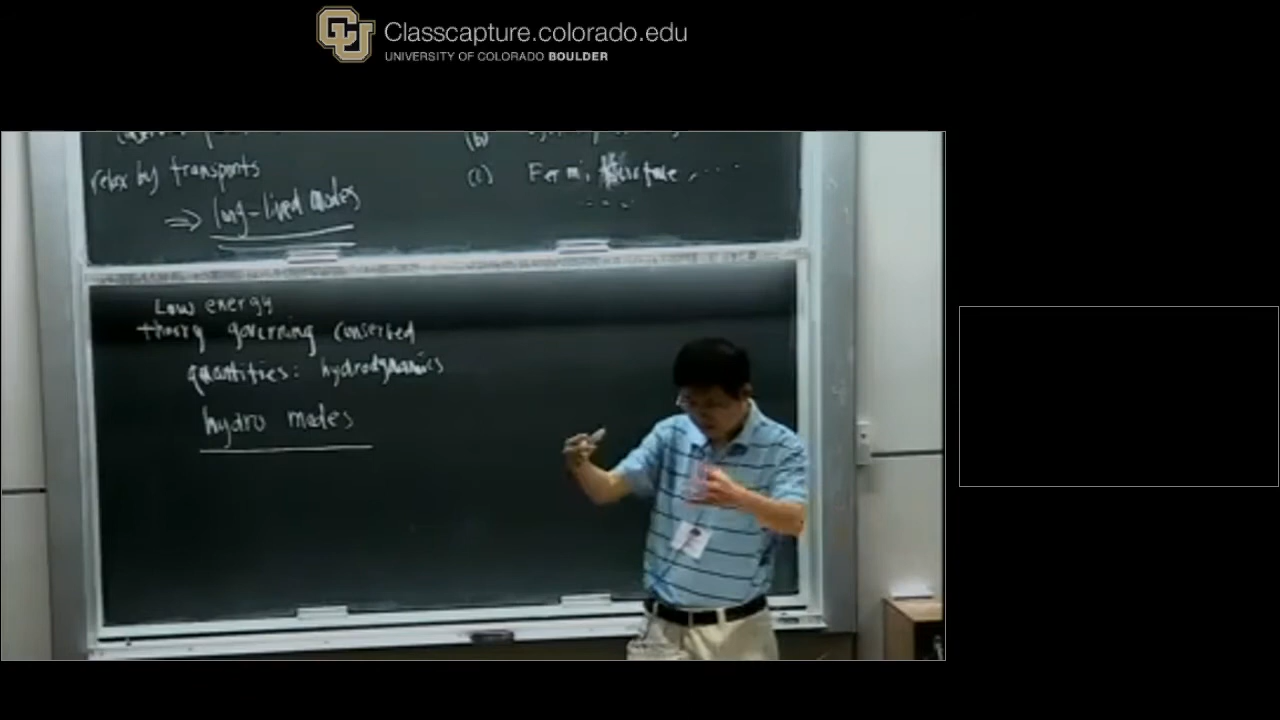 CU Classcapture.colorado.edu
UNIVERSITY OF COLORADO BOULDER
relax by transports
⇒ long-lived modes
(b)
(c) Fermi surface, ....
....
Low energy
theory governing conserved
quantities: hydrodynamics
hydro modes